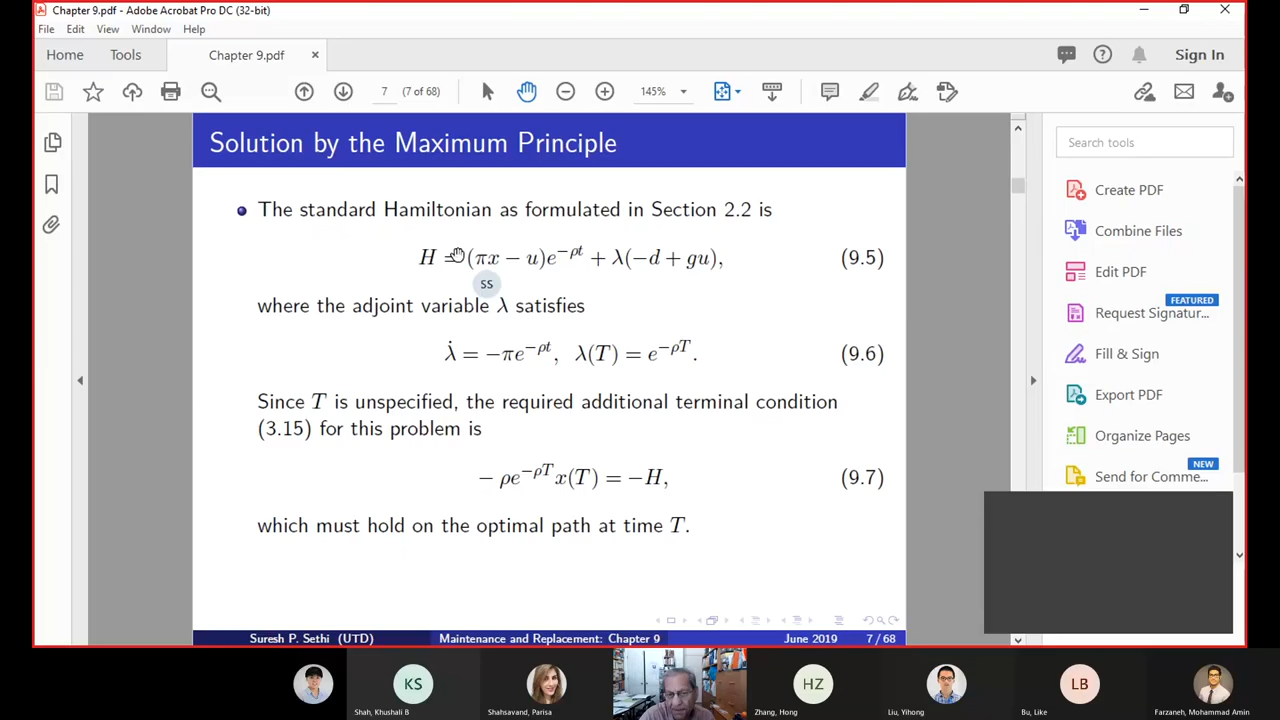 Chapter 9.pdf - Adobe Acrobat Pro DC (32-bit)
File Edit View Window Help
Home Tools Chapter 9.pdf × Sign In
7 (7 of 68) 145%
Solution by the Maximum Principle
The standard Hamiltonian as formulated in Section 2.2 is
H = (πx − u)e^{−ρt} + λ(−d + gu), (9.5)
ss
where the adjoint variable λ satisfies
λ̇ = −πe^{−ρt}, λ(T) = e^{−ρT}. (9.6)
Since T is unspecified, the required additional terminal condition
(3.15) for this problem is
− ρe^{−ρT}x(T) = −H, (9.7)
which must hold on the optimal path at time T.
Suresh P. Sethi (UTD) Maintenance and Replacement: Chapter 9 June 2019 7 / 68
Search tools
Create PDF
Combine Files
Edit PDF
FEATURED
Request Signatur...
Fill & Sign
Export PDF
Organize Pages
NEW
Send for Comme...
KS HZ LB
Shah, Khushali B Shahsavand, Parisa Zhang, Hong Liu, Yihong Bu, Like Farzaneh, Mohammad Amin